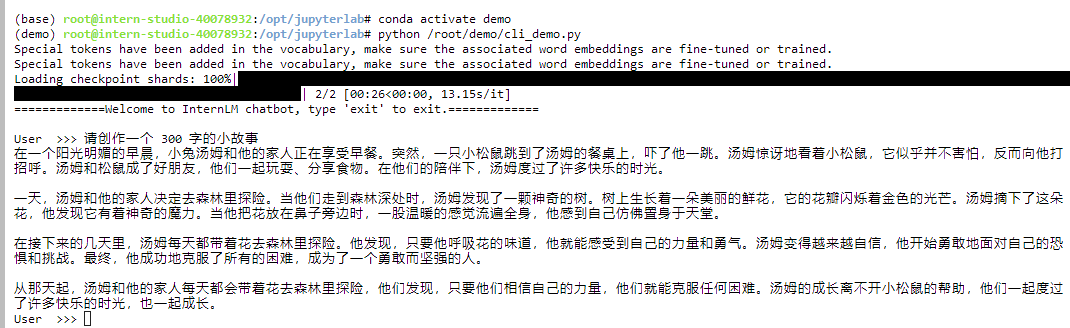 (base) root@intern-studio-40078932:/opt/jupyterlab# conda activate demo
(demo) root@intern-studio-40078932:/opt/jupyterlab# python /root/demo/cli_demo.py
Special tokens have been added in the vocabulary, make sure the associated word embeddings are fine-tuned or trained.
Special tokens have been added in the vocabulary, make sure the associated word embeddings are fine-tuned or trained.
Loading checkpoint shards: 100%|
| 2/2 [00:26<00:00, 13.15s/it]
=============Welcome to InternLM chatbot, type 'exit' to exit.=============
User  >>> 请创作一个 300 字的小故事
在一个阳光明媚的早晨，小兔汤姆和他的家人正在享受早餐。突然，一只小松鼠跳到了汤姆的餐桌上，吓了他一跳。汤姆惊讶地看着小松鼠，它似乎并不害怕，反而向他打
招呼。汤姆和松鼠成了好朋友，他们一起玩耍、分享食物。在他们的陪伴下，汤姆度过了许多快乐的时光。
一天，汤姆和他的家人决定去森林里探险。当他们走到森林深处时，汤姆发现了一颗神奇的树。树上生长着一朵美丽的鲜花，它的花瓣闪烁着金色的光芒。汤姆摘下了这朵
花，他发现它有着神奇的魔力。当他把花放在鼻子旁边时，一股温暖的感觉流遍全身，他感到自己仿佛置身于天堂。
在接下来的几天里，汤姆每天都带着花去森林里探险。他发现，只要他呼吸花的味道，他就能感受到自己的力量和勇气。汤姆变得越来越自信，他开始勇敢地面对自己的恐
惧和挑战。最终，他成功地克服了所有的困难，成为了一个勇敢而坚强的人。
从那天起，汤姆和他的家人每天都会带着花去森林里探险，他们发现，只要他们相信自己的力量，他们就能克服任何困难。汤姆的成长离不开小松鼠的帮助，他们一起度过
了许多快乐的时光，也一起成长。
User  >>>